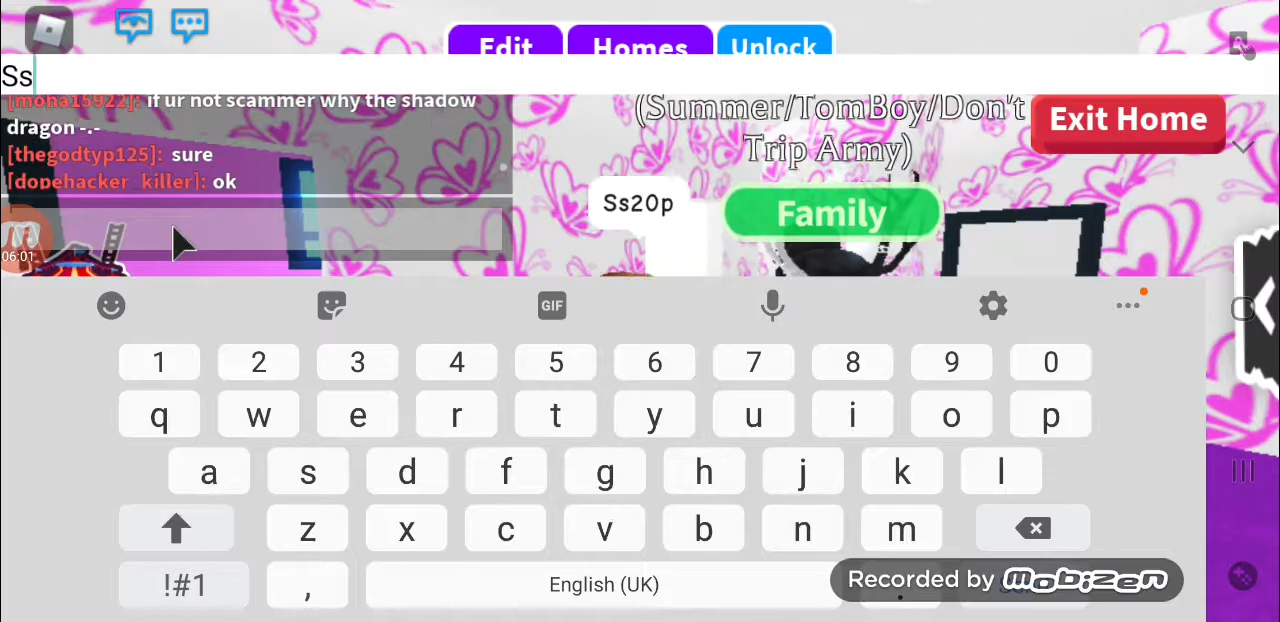 Edit Homes Unlock
Ss
[mona15922]: if ur not scammer why the shadow
dragon -.-
[thegodtyp125]: sure
[dopehacker_killer]: ok
(Summer/TomBoy/Don't
Trip Army)
Exit Home
Ss20p
Family
06:01
GIF
1 2 3 4 5 6 7 8 9 0
q w e r t y u i o p
a s d f g h j k l
z x c v b n m
!#1 , English (UK) .
Recorded by mobizen